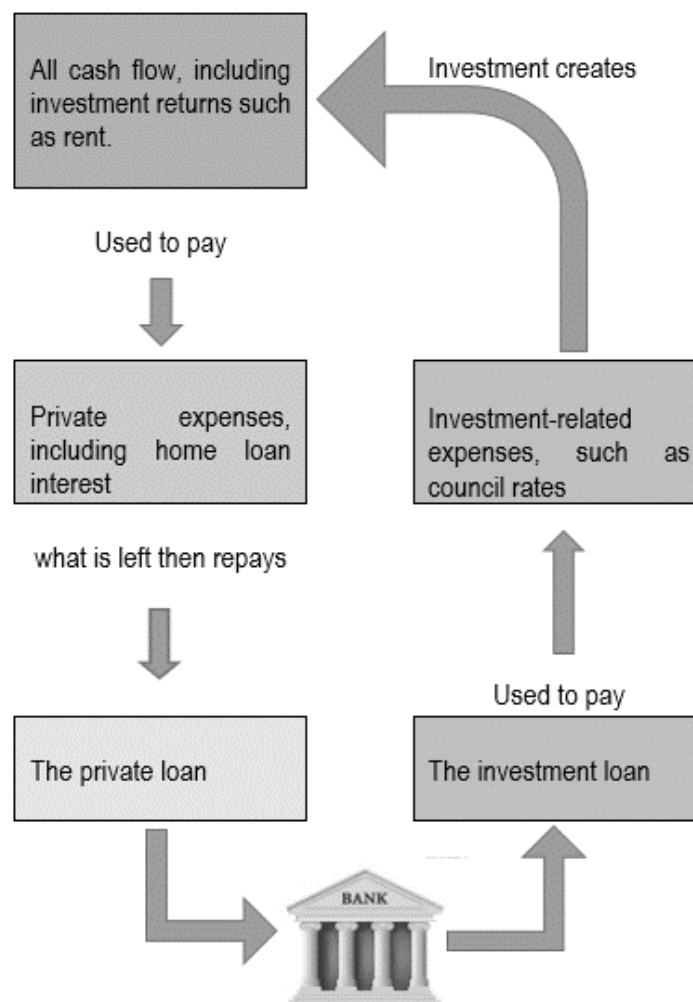 All cash flow, including
investment returns such
as rent.
Investment creates
Used to pay
Private expenses,
including home loan
interest
Investment-related
expenses, such as
council rates
what is left then repays
Used to pay
The private loan
The investment loan
BANK